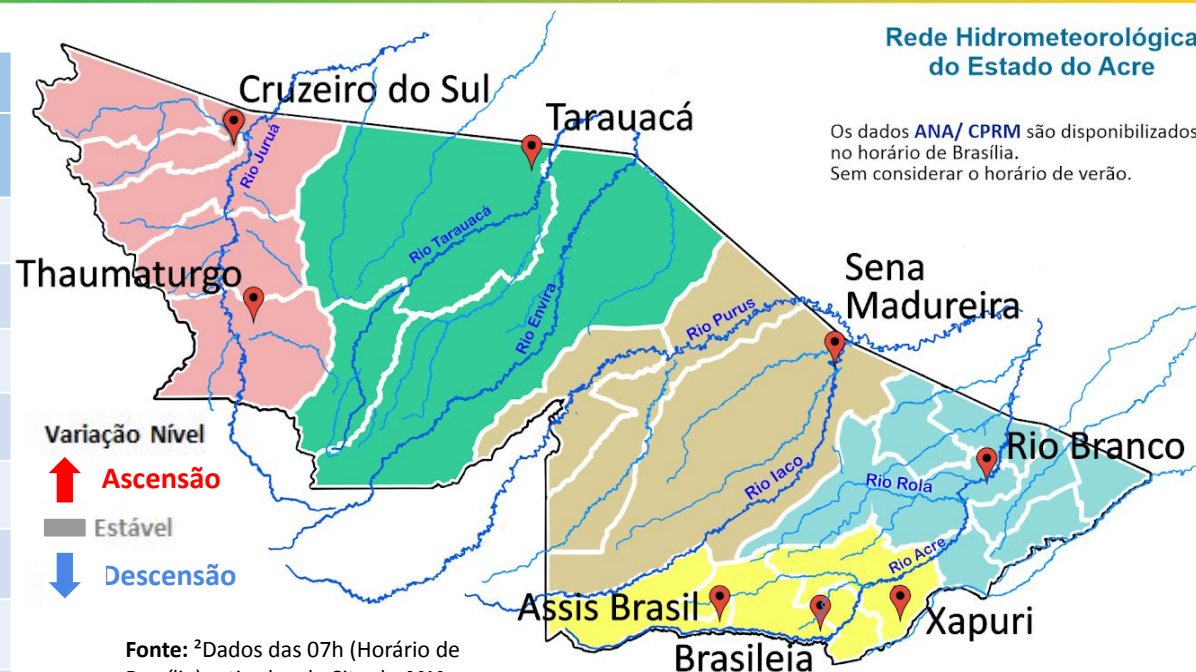 Rede Hidrometeorológica
do Estado do Acre
Os dados ANA/ CPRM são disponibilizados
no horário de Brasília.
Sem considerar o horário de verão.
Cruzeiro do Sul
Tarauacá
Rio Juruá
Rio Tarauacá
Thaumaturgo
Rio Envira
Sena
Madureira
Rio Purus
Variação Nível
Ascensão
Estável
Descensão
Rio Branco
Rio Iaco
Rio Rola
Rio Acre
Assis Brasil
Xapuri
Brasileia
Fonte: ²Dados das 07h (Horário de